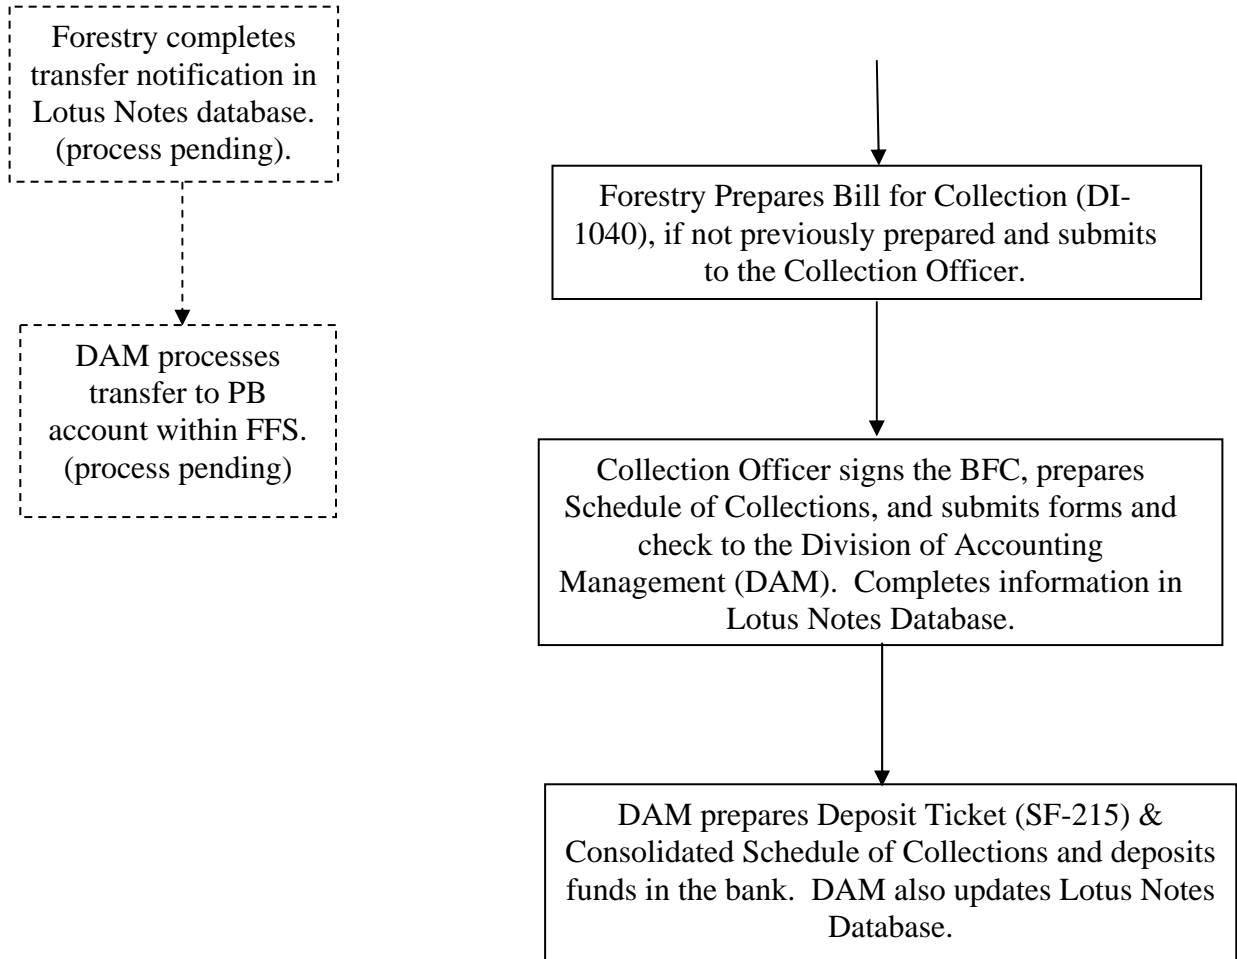 Forestry completes
transfer notification in
Lotus Notes database.
(process pending).
DAM processes
transfer to PB
account within FFS.
(process pending)
Forestry Prepares Bill for Collection (DI-
1040), if not previously prepared and submits
to the Collection Officer.
Collection Officer signs the BFC, prepares
Schedule of Collections, and submits forms and
check to the Division of Accounting
Management (DAM).  Completes information in
Lotus Notes Database.
DAM prepares Deposit Ticket (SF-215) &
Consolidated Schedule of Collections and deposits
funds in the bank.  DAM also updates Lotus Notes
Database.